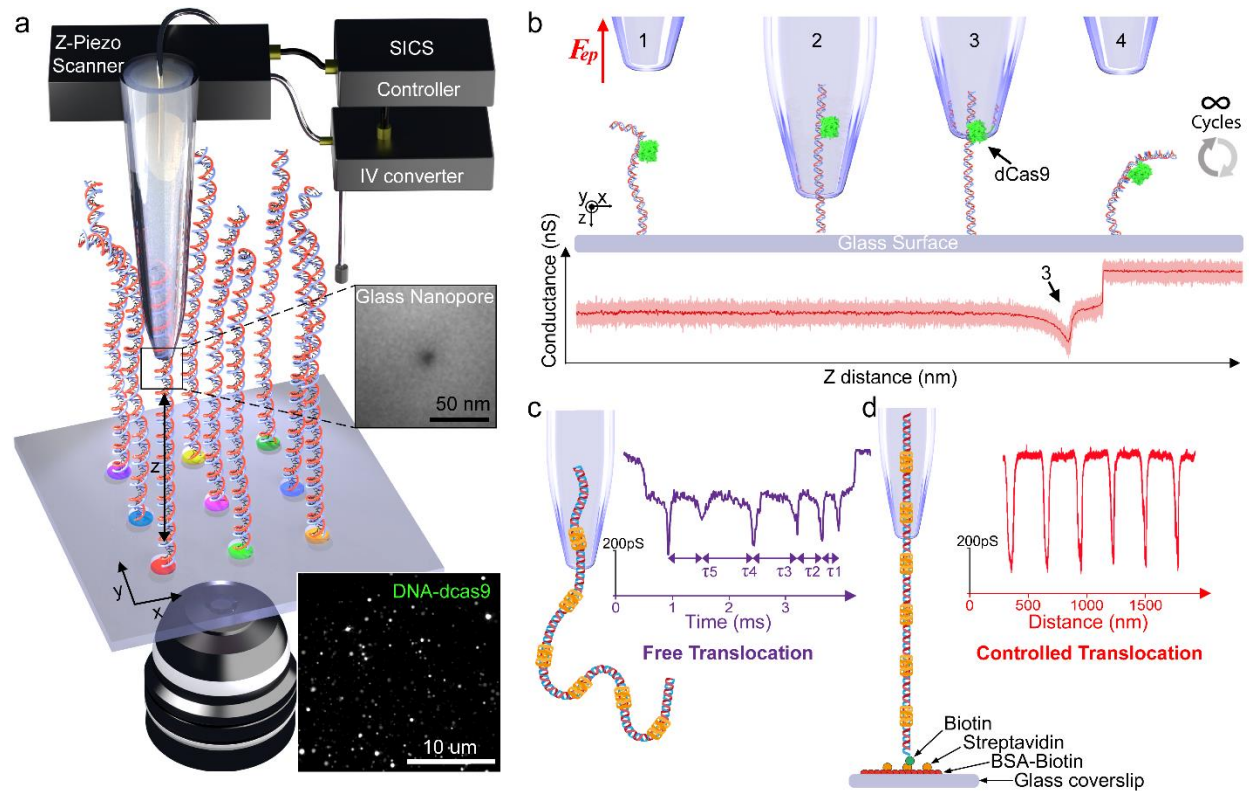 a
Z-Piezo
Scanner
SICS
Controller
IV converter
Glass Nanopore
50 nm
z
y
x
DNA-dcas9
10 um
b
Fep
1
2
3
4
dCas9
∞
Cycles
y
x
z
Glass Surface
Conductance (nS)
3
Z distance (nm)
c
200pS
τ5
τ4
τ3
τ2
τ1
0
1
2
3
Time (ms)
Free Translocation
d
200pS
0
500
1000
1500
Distance (nm)
Controlled Translocation
Biotin
Streptavidin
BSA-Biotin
Glass coverslip